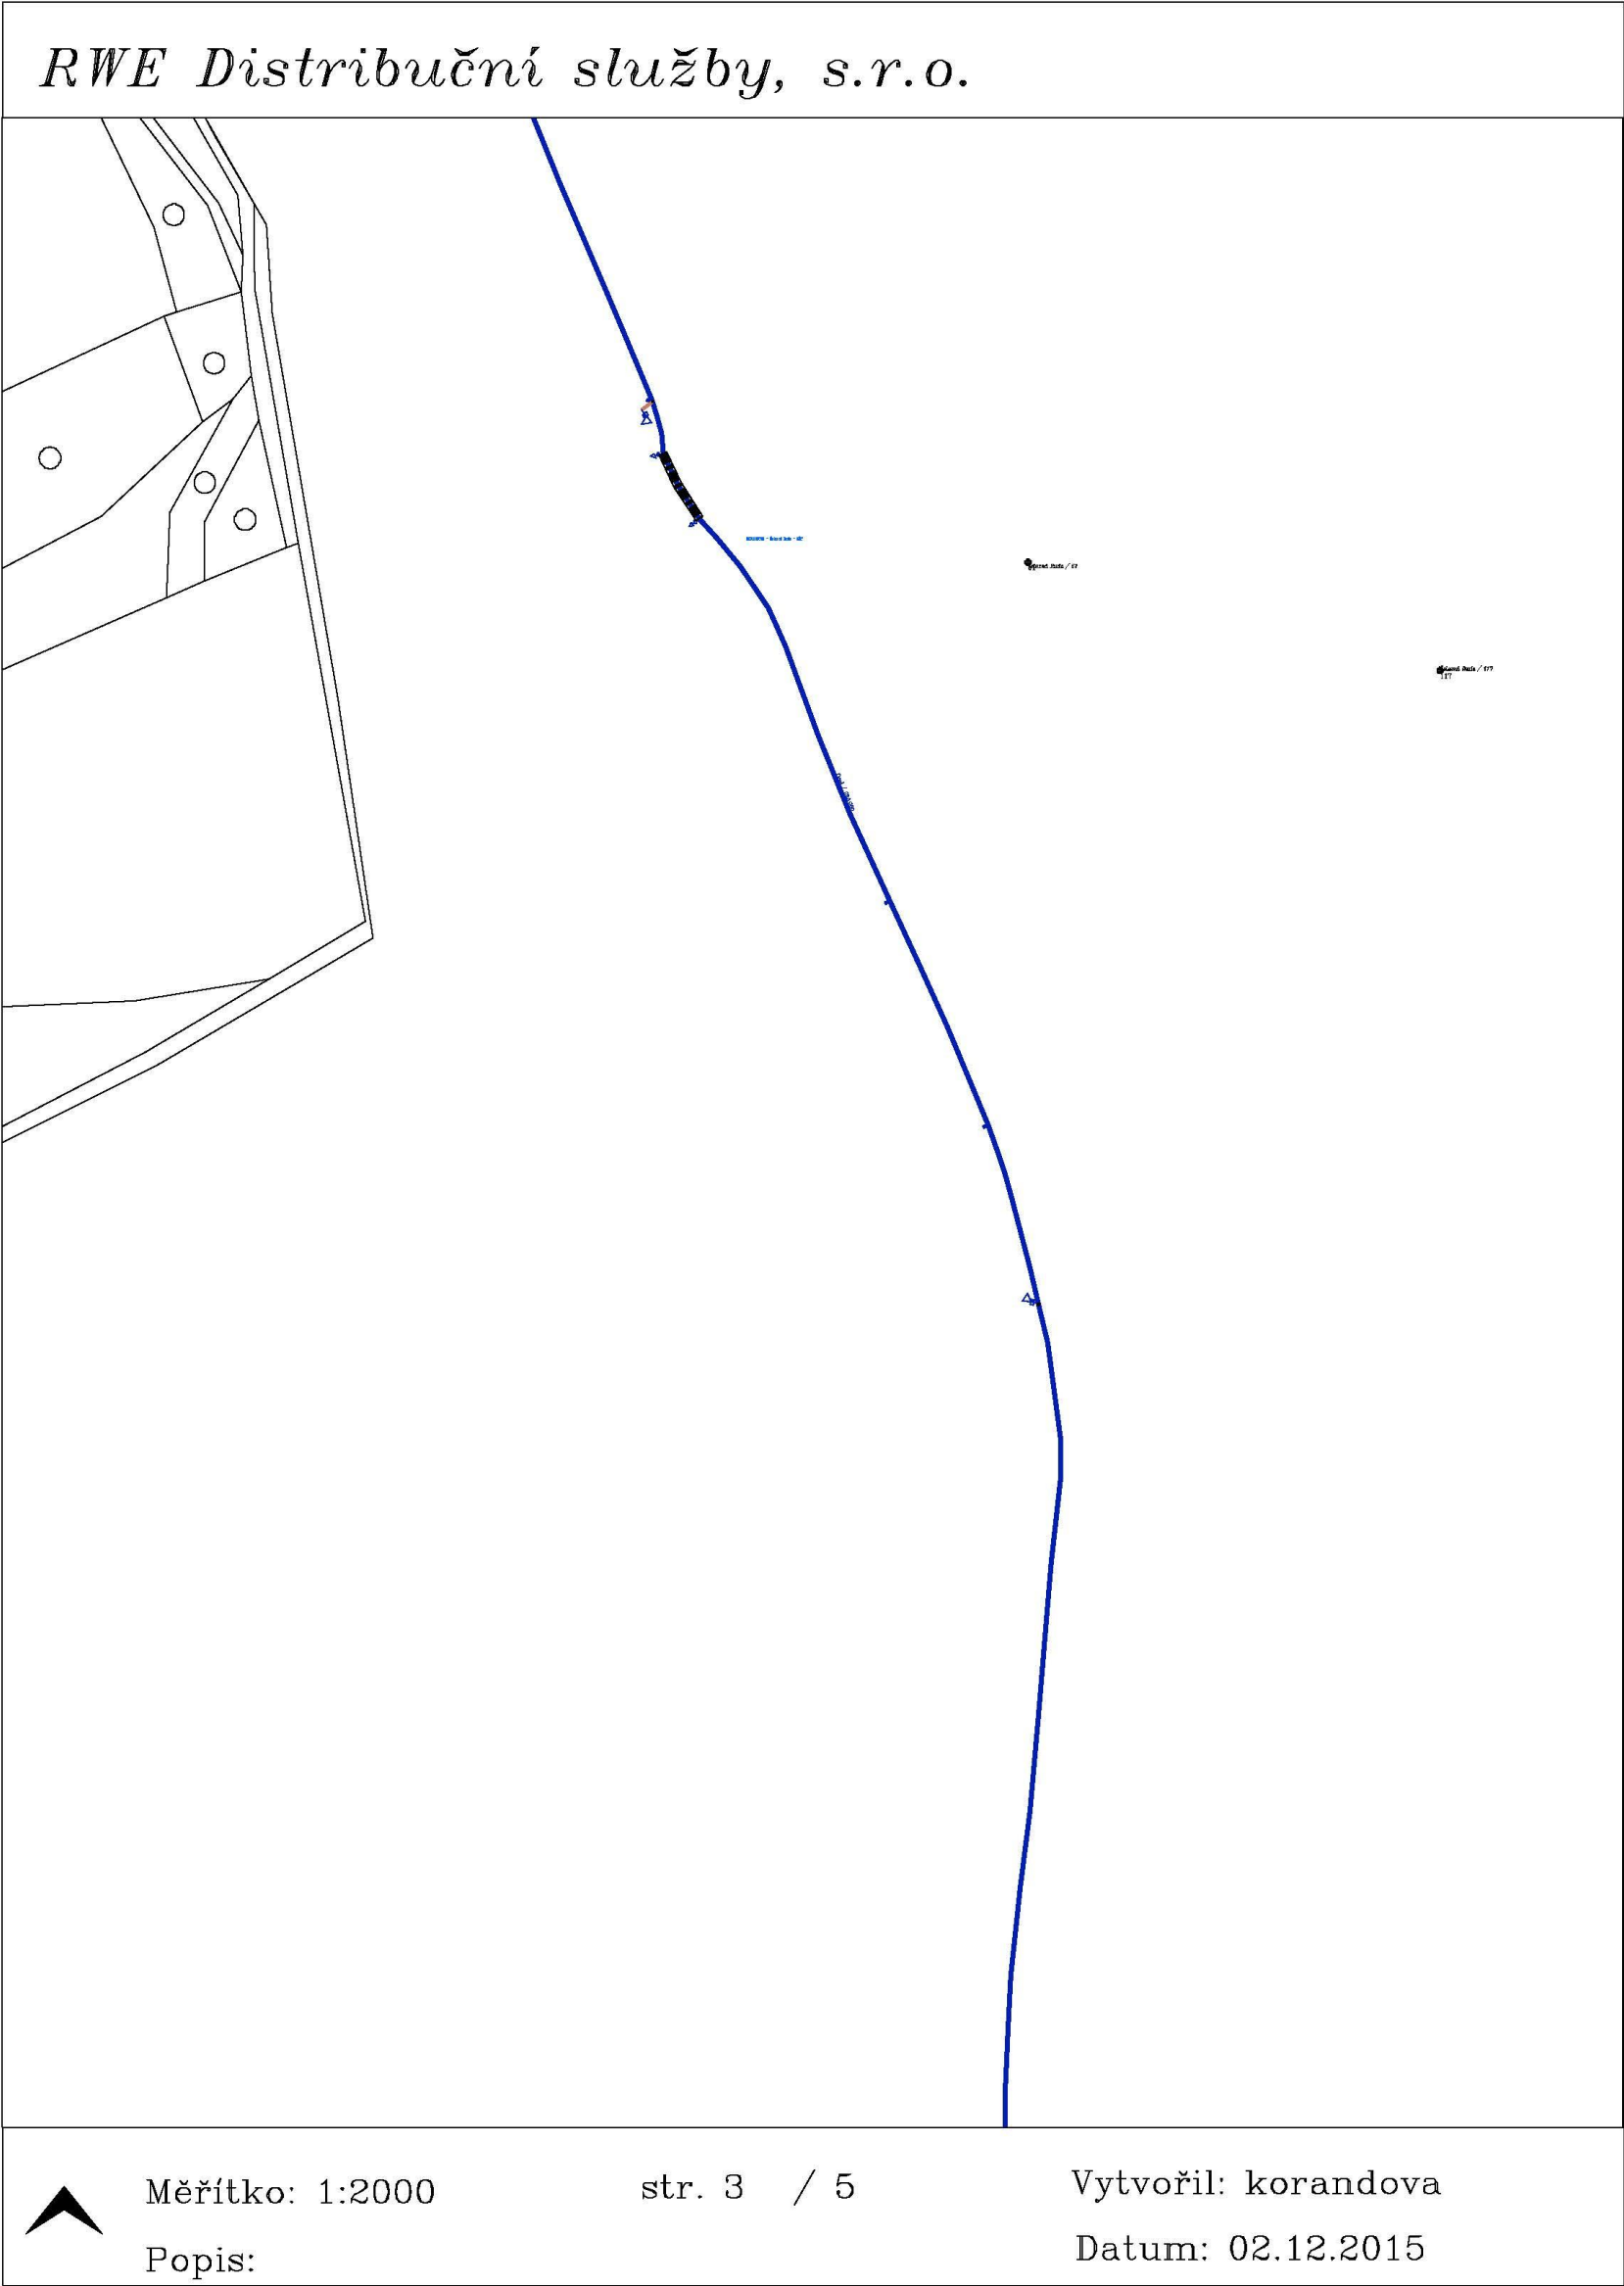 RWE Distribuční služby, s.r.o.
Měřítko: 1:2000
str. 3 / 5
Vytvořil: korandova
Popis:
Datum: 02.12.2015